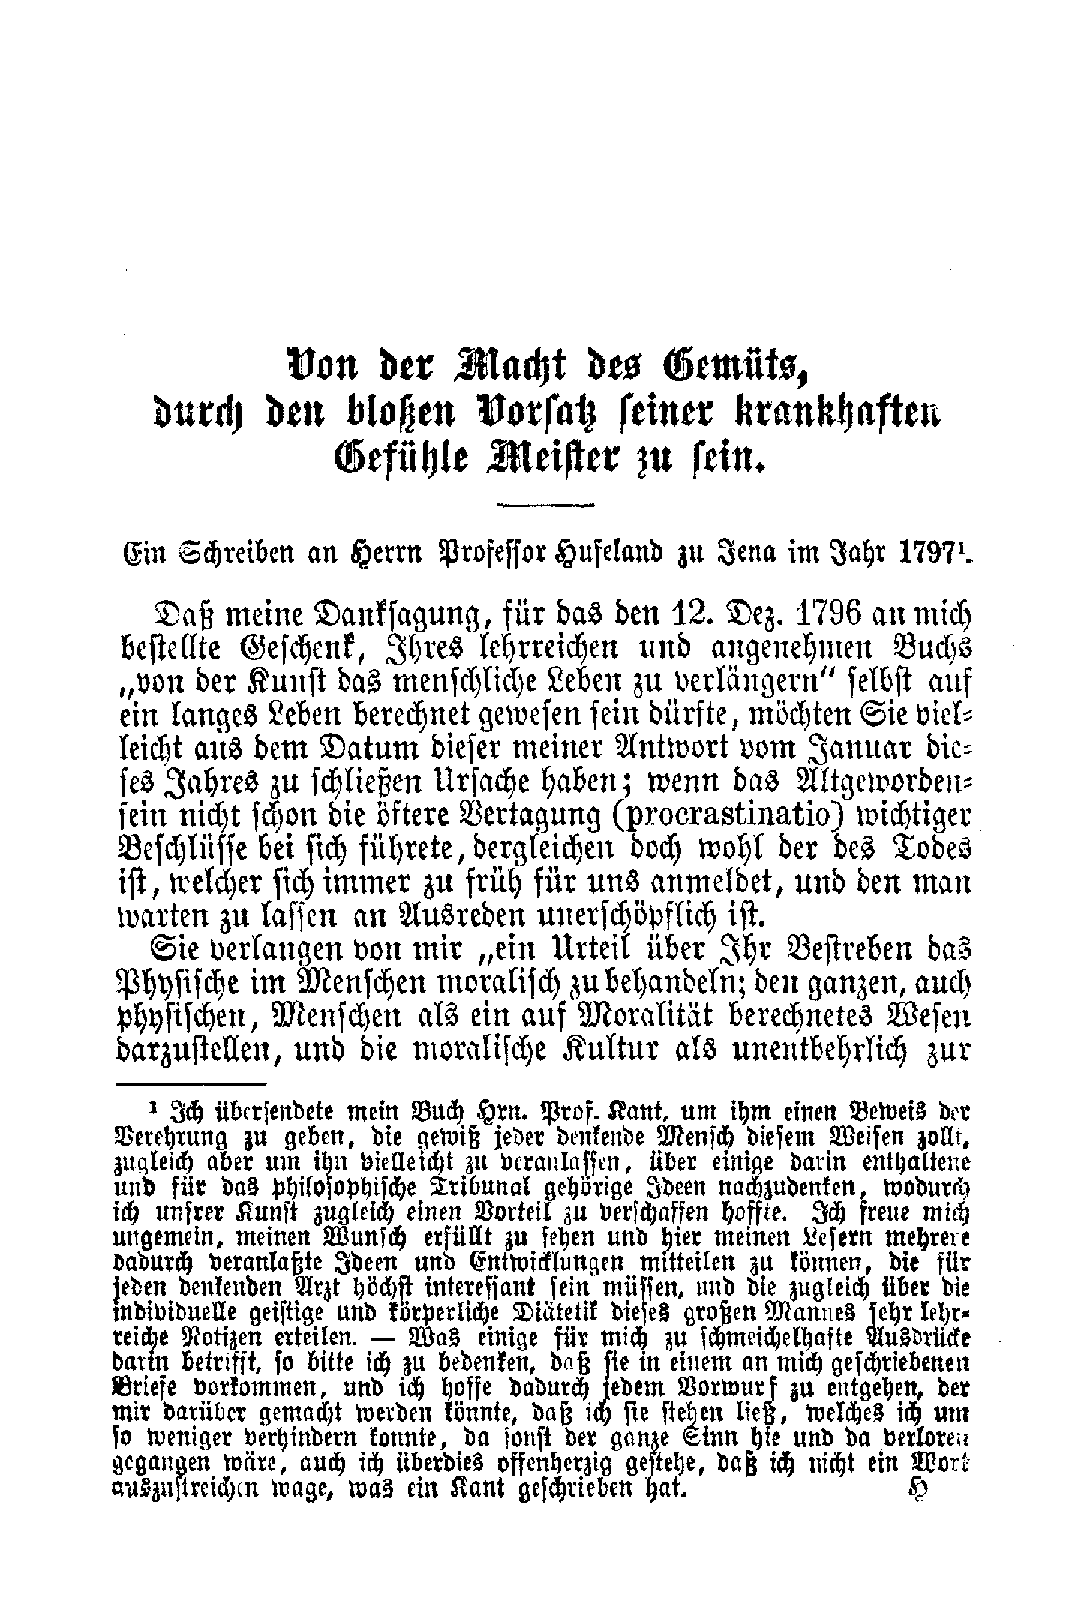 Von der Macht des Gemüts,
durch den bloßen Vorsatz seiner krankhaften
Gefühle Meister zu sein.
Ein Schreiben an Herrn Professor Hufeland zu Jena im Jahr 1797¹.
Daß meine Danksagung, für das den 12. Dez. 1796 an mich
bestellte Geschenk, Ihres lehrreichen und angenehmen Buchs
„von der Kunst das menschliche Leben zu verlängern“ selbst auf
ein langes Leben berechnet gewesen sein dürfte, möchten Sie viel-
leicht aus dem Datum dieser meiner Antwort vom Januar die-
ses Jahres zu schließen Ursache haben; wenn das Altgeworden-
sein nicht schon die öftere Vertagung (procrastinatio) wichtiger
Beschlüsse bei sich führete, dergleichen doch wohl der des Todes
ist, welcher sich immer zu früh für uns anmeldet, und den man
warten zu lassen an Ausreden unerschöpflich ist.
Sie verlangen von mir „ein Urteil über Ihr Bestreben das
Physische im Menschen moralisch zu behandeln; den ganzen, auch
physischen, Menschen als ein auf Moralität berechnetes Wesen
darzustellen, und die moralische Kultur als unentbehrlich zur
¹ Ich übersendete mein Buch Hrn. Prof. Kant, um ihm einen Beweis der
Verehrung zu geben, die gewiß jeder denkende Mensch diesem Weisen zollt,
zugleich aber um ihn vielleicht zu veranlassen, über einige darin enthaltene
und für das philosophische Tribunal gehörige Ideen nachzudenken, wodurch
ich unsrer Kunst zugleich einen Vorteil zu verschaffen hoffte. Ich freue mich
ungemein, meinen Wunsch erfüllt zu sehen und hier meinen Lesern mehrere
dadurch veranlaßte Ideen und Entwicklungen mitteilen zu können, die für
jeden denkenden Arzt höchst interessant sein müssen, und die zugleich über die
individuelle geistige und körperliche Diätetik dieses großen Mannes sehr lehr-
reiche Notizen erteilen. — Was einige für mich zu schmeichelhafte Ausdrücke
darin betrifft, so bitte ich zu bedenken, daß sie in einem an mich geschriebenen
Briefe vorkommen, und ich hoffe dadurch jedem Vorwurf zu entgehen, der
mir darüber gemacht werden könnte, daß ich sie stehen ließ, welches ich um
so weniger verhindern konnte, da sonst der ganze Sinn hie und da verloren
gegangen wäre, auch ich überdies offenherzig gestehe, daß ich nicht ein Wort
auszustreichen wage, was ein Kant geschrieben hat. H